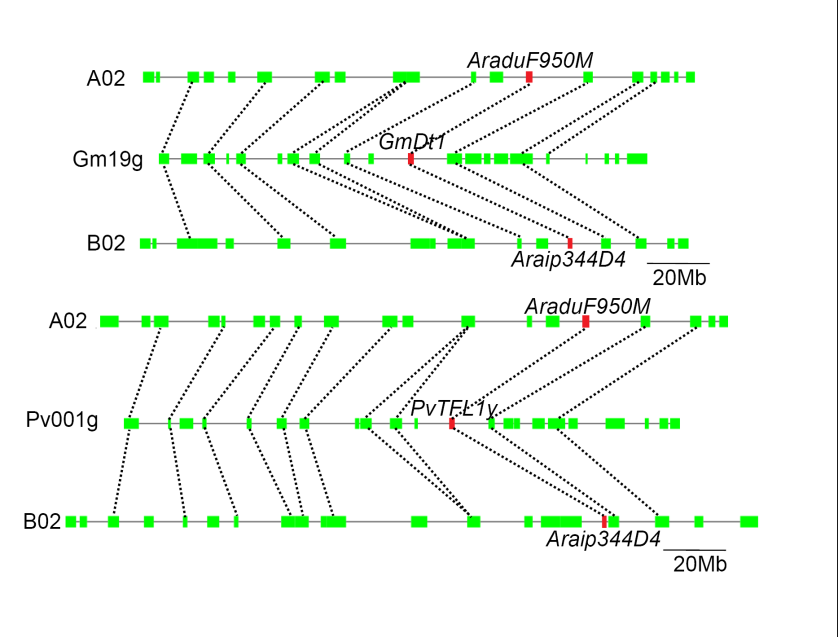 AraduF950M
A02
GmDt1
Gm19g
B02
Araip344D4
20Mb
AraduF950M
A02
PvTFL1y
Pv001g
B02
Araip344D4
20Mb